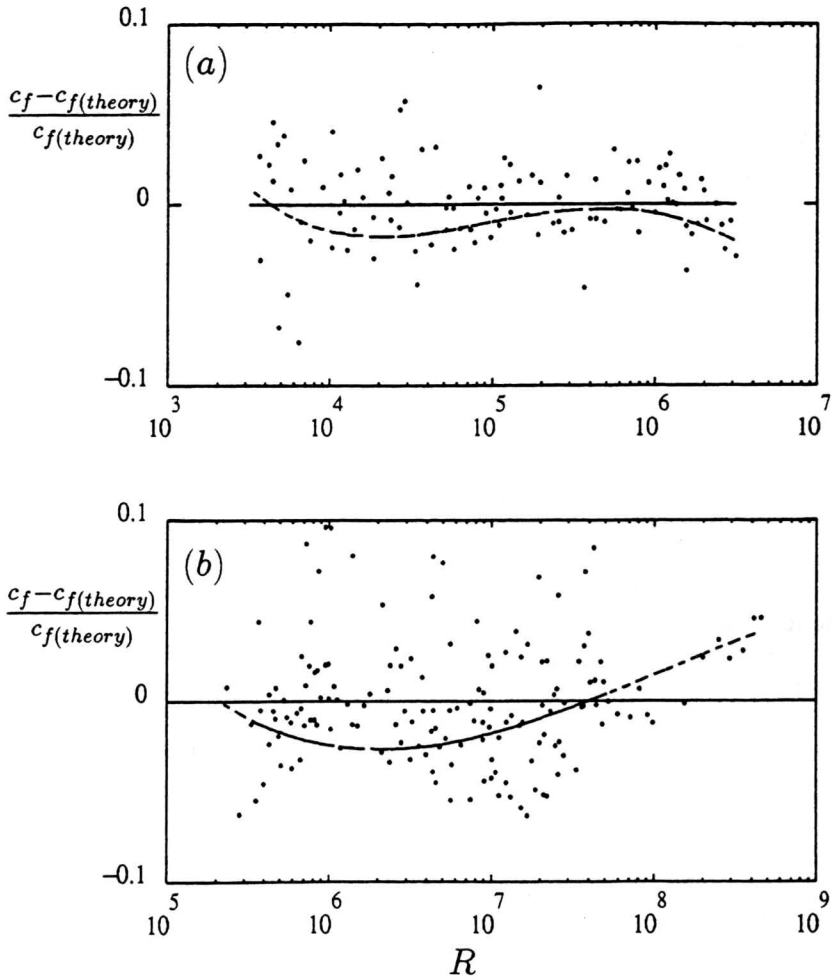 0.1
(a)
c_f−c_f(theory)
c_f(theory)
0
−0.1
10^3 10^4 10^5 10^6 10^7
0.1
(b)
c_f−c_f(theory)
c_f(theory)
0
−0.1
10^5 10^6 10^7 10^8 10^9
R